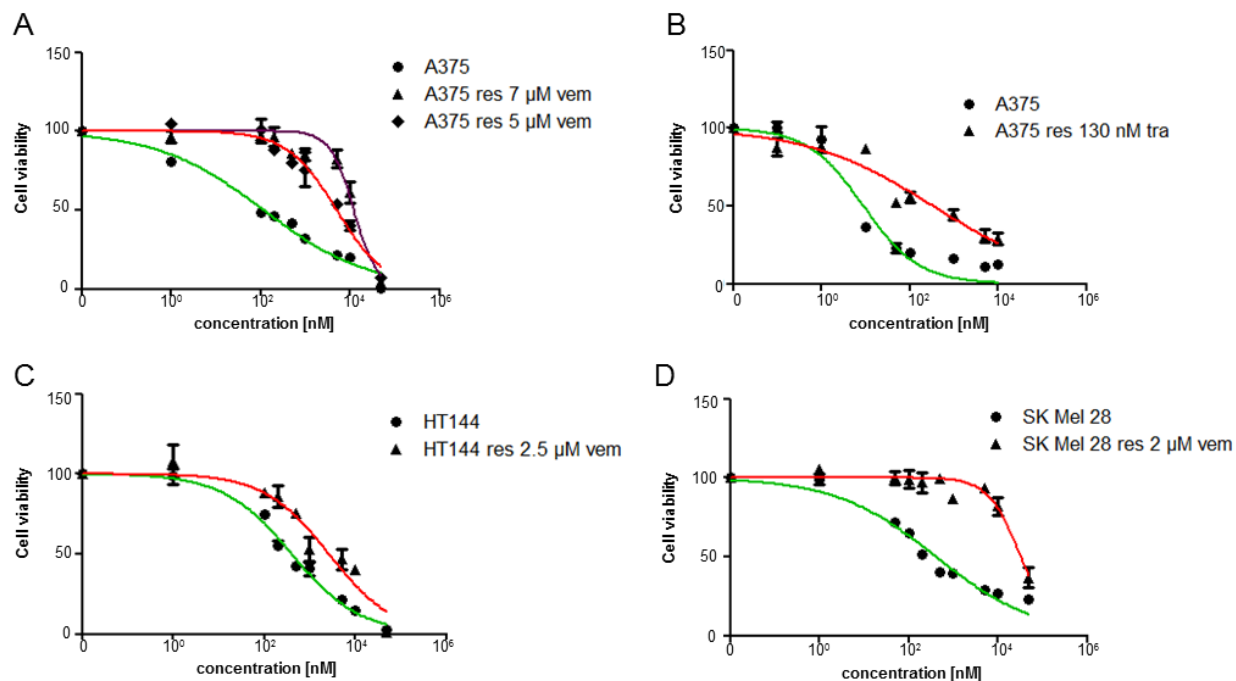 A
Cell viability
150
100
50
0
0
10⁰
10²
10⁴
10⁶
concentration [nM]
A375
A375 res 7 µM vem
A375 res 5 µM vem
B
Cell viability
150
100
50
0
0
10⁰
10²
10⁴
10⁶
concentration [nM]
A375
A375 res 130 nM tra
C
Cell viability
150
100
50
0
0
10⁰
10²
10⁴
10⁶
concentration [nM]
HT144
HT144 res 2.5 µM vem
D
Cell viability
150
100
50
0
0
10⁰
10²
10⁴
10⁶
concentration [nM]
SK Mel 28
SK Mel 28 res 2 µM vem